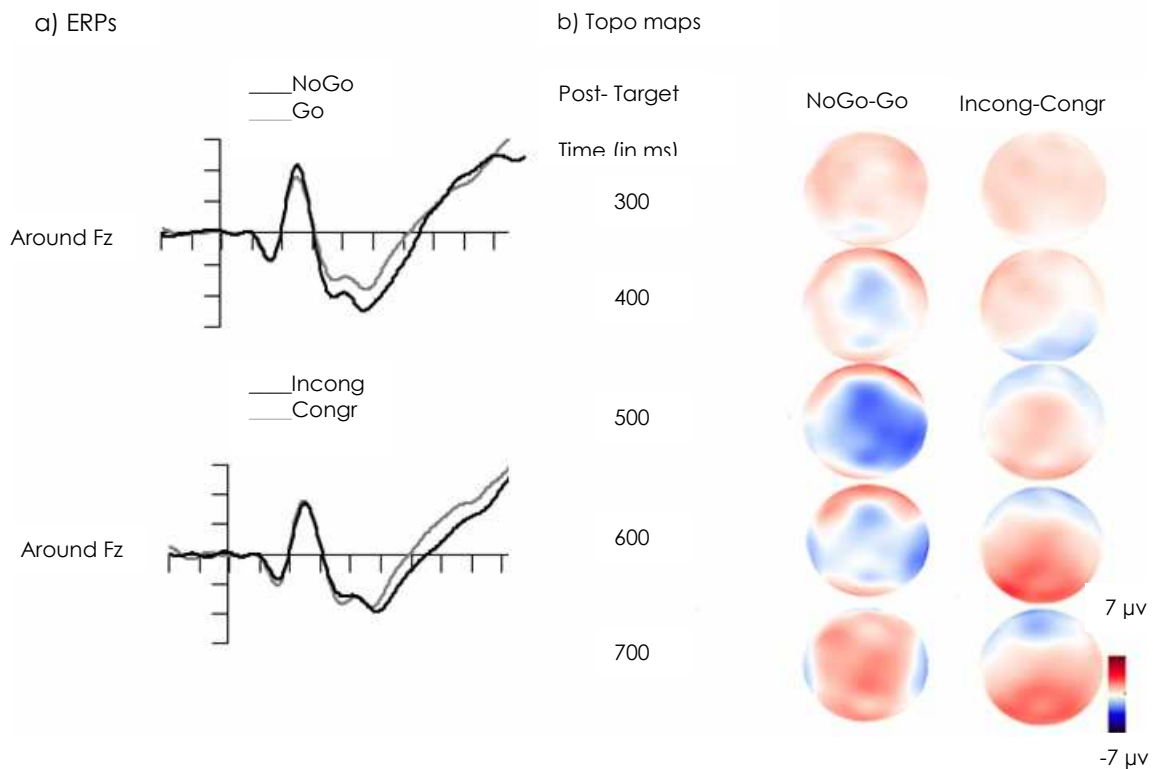 a) ERPs
____NoGo
____Go
Around Fz
____Incong
____Congr
Around Fz
b) Topo maps
Post- Target
Time (in ms)
NoGo-Go
Incong-Congr
300
400
500
600
700
7 µv
-7 µv